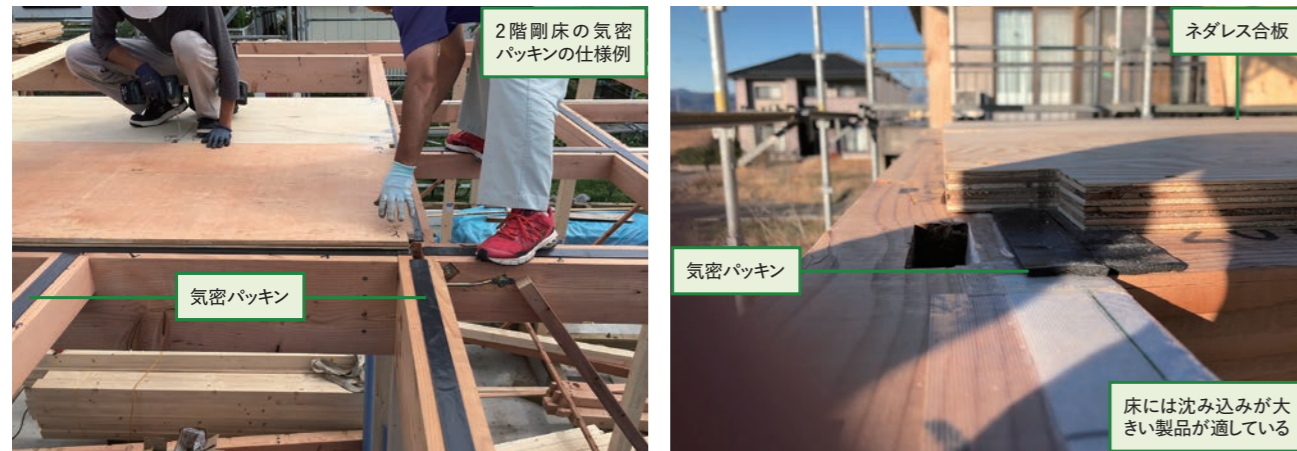 2階剛床の気密
パッキンの仕様例
気密パッキン
ネダレス合板
気密パッキン
床には沈み込みが大
きい製品が適している